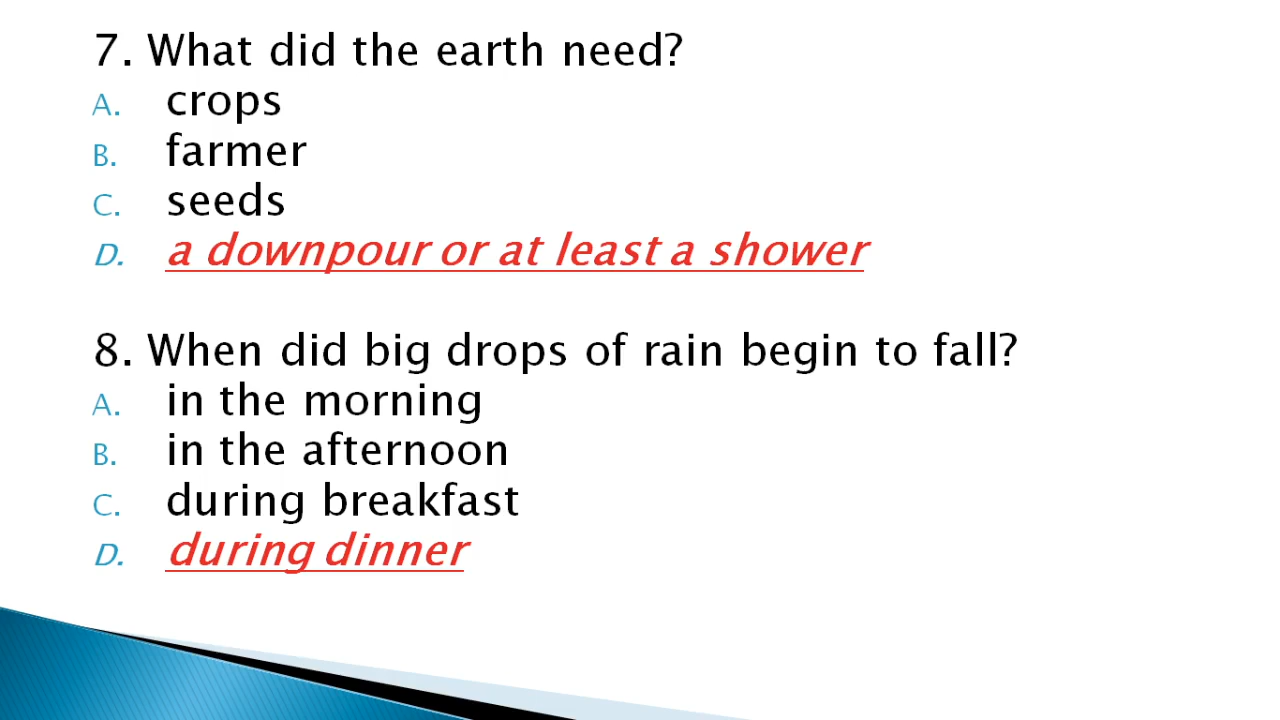 7. What did the earth need?
A. crops
B. farmer
C. seeds
D. a downpour or at least a shower
8. When did big drops of rain begin to fall?
A. in the morning
B. in the afternoon
C. during breakfast
D. during dinner